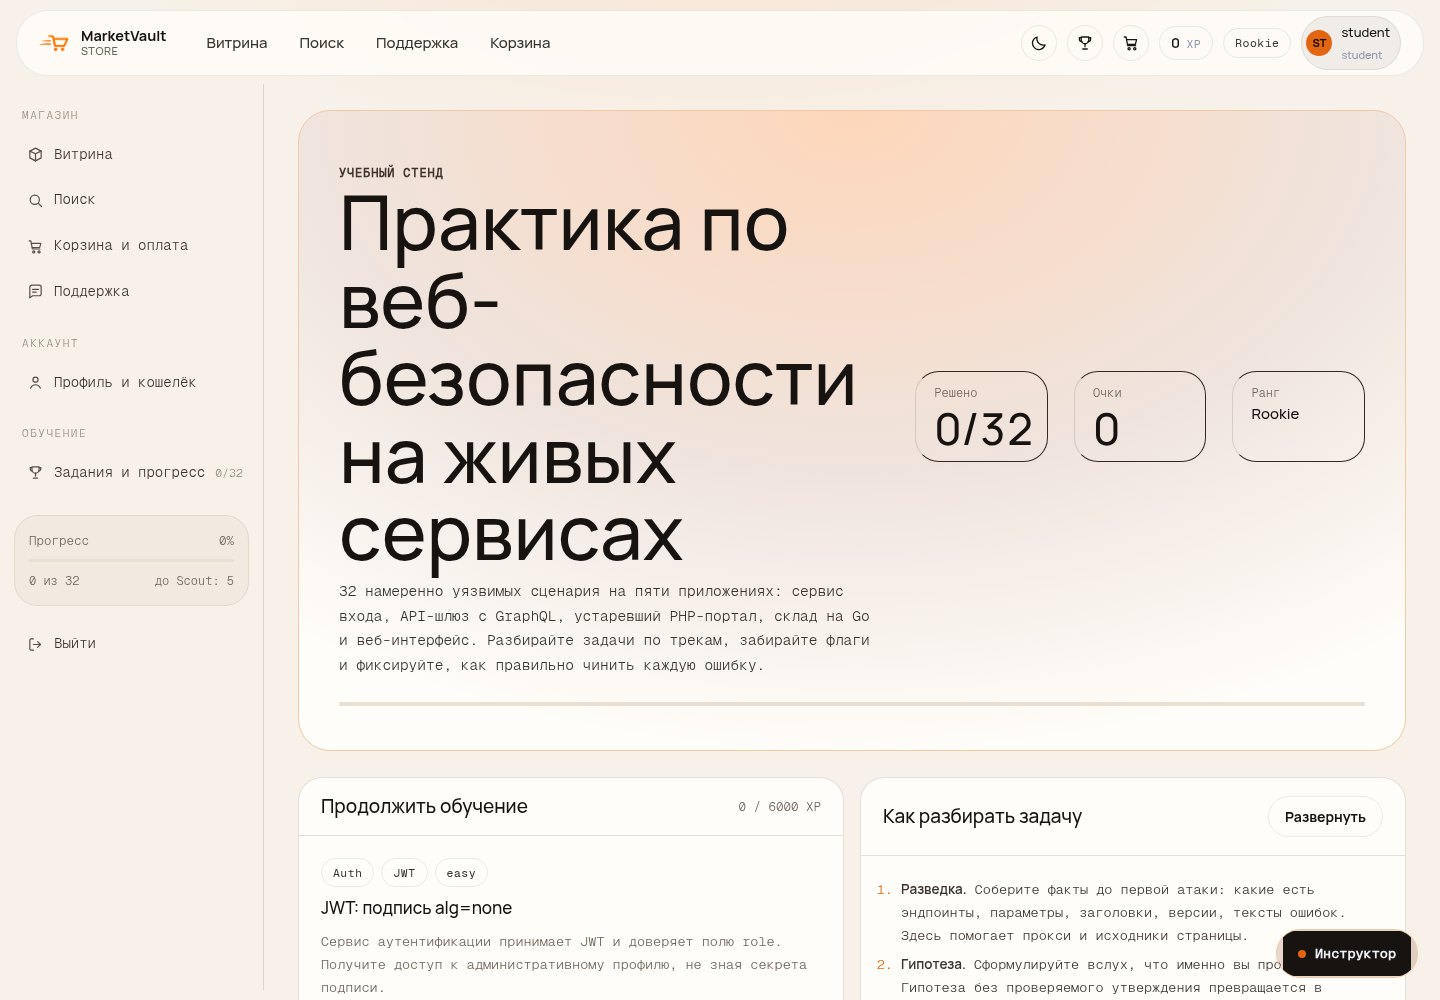 MarketVault
STORE
Витрина
Поиск
Поддержка
Корзина
0 XP
Rookie
ST
student
student
МАГАЗИН
Витрина
Поиск
Корзина и оплата
Поддержка
АККАУНТ
Профиль и кошелёк
ОБУЧЕНИЕ
Задания и прогресс 0/32
Прогресс 0%
0 из 32 до Scout: 5
Выйти
УЧЕБНЫЙ СТЕНД
Практика по
веб-
безопасности
на живых
сервисах
32 намеренно уязвимых сценария на пяти приложениях: сервис
входа, API-шлюз с GraphQL, устаревший PHP-портал, склад на Go
и веб-интерфейс. Разбирайте задачи по трекам, забирайте флаги
и фиксируйте, как правильно чинить каждую ошибку.
Решено
0/32
Очки
0
Ранг
Rookie
Продолжить обучение
0 / 6000 XP
Auth
JWT
easy
JWT: подпись alg=none
Сервис аутентификации принимает JWT и доверяет полю role.
Получите доступ к административному профилю, не зная секрета
подписи.
Как разбирать задачу
Развернуть
1. Разведка. Соберите факты до первой атаки: какие есть
эндпоинты, параметры, заголовки, версии, тексты ошибок.
Здесь помогает прокси и исходники страницы.
2. Гипотеза. Сформулируйте вслух, что именно вы
Гипотеза без проверяемого утверждения превращается в
Инструктор